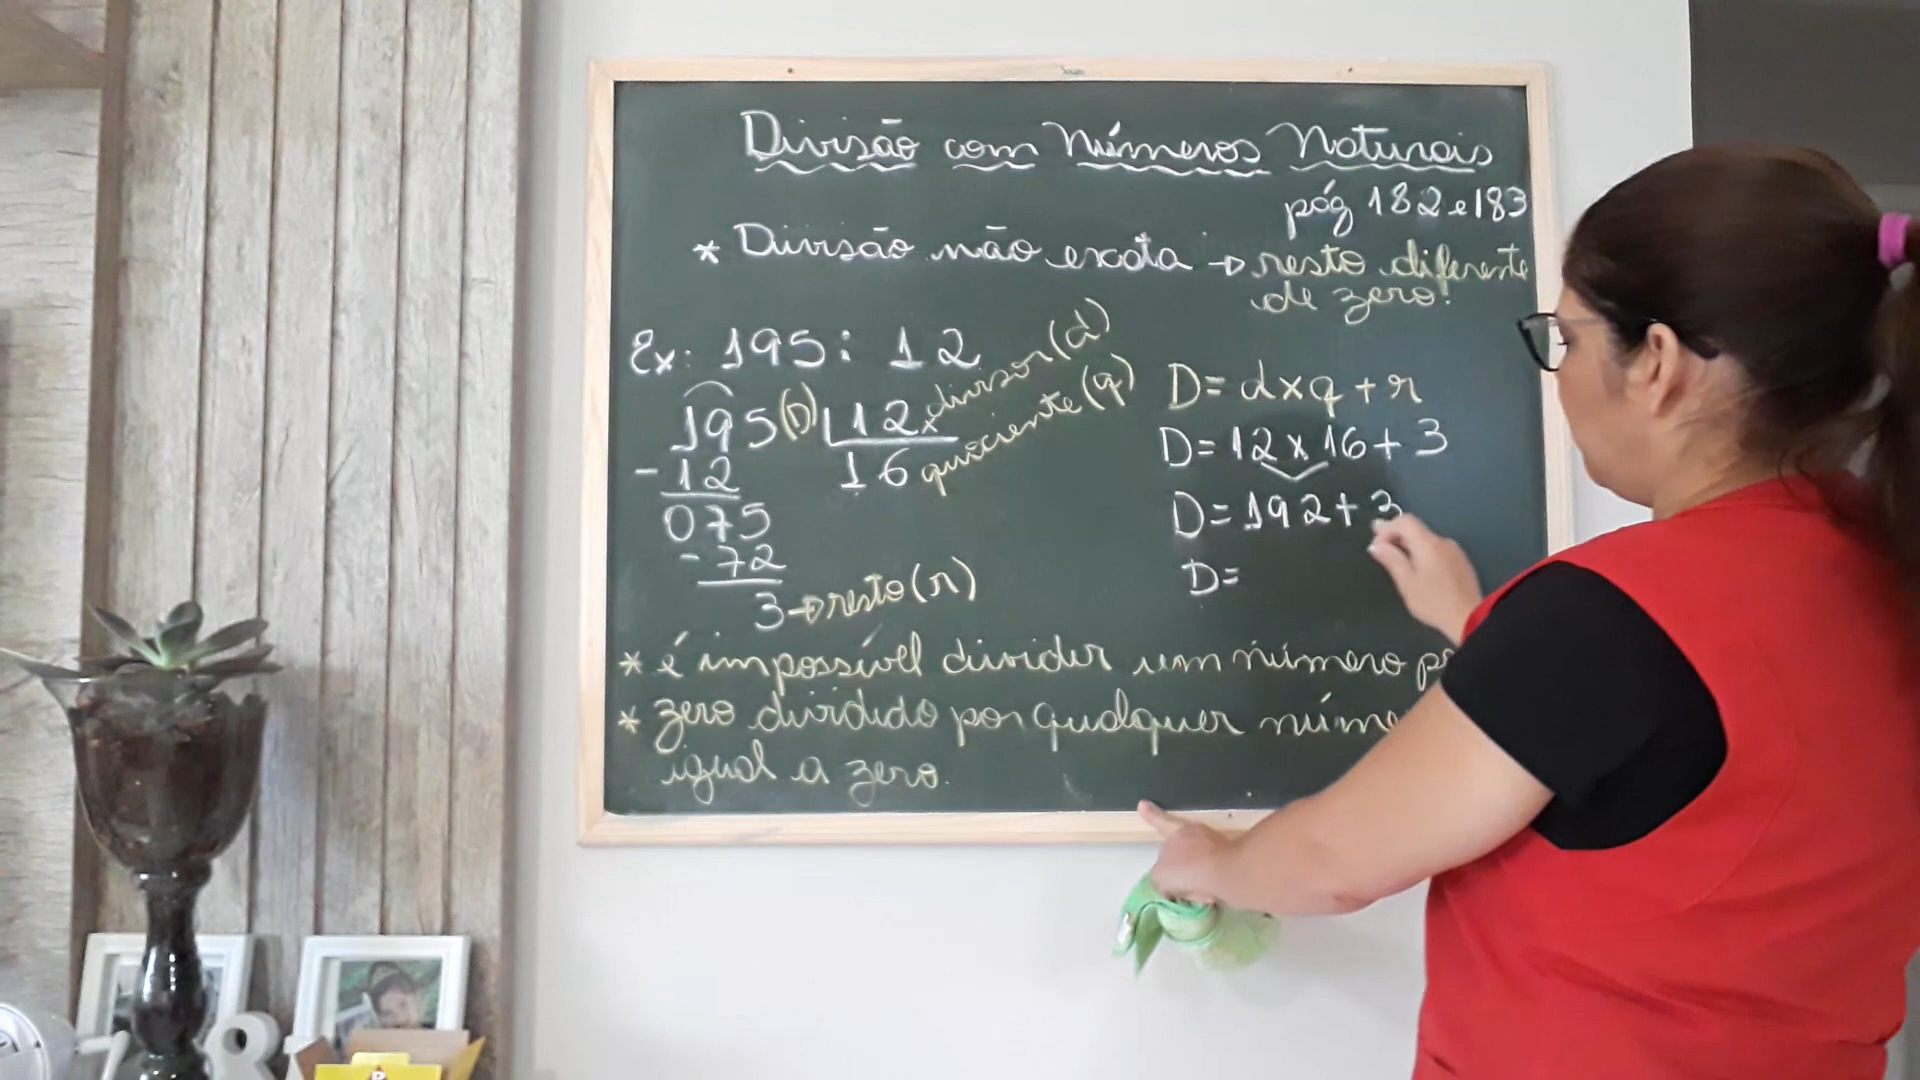 Divisão com Números Naturais
pág 182 e 183
* Divisão não exata → resto diferente
de zero.
Ex: 195 : 12
195 (D) 12 divisor (d)
- 12 16 quociente (q)
075
- 72
3 → resto (r)
D = d x q + r
D = 12 x 16 + 3
D = 192 + 3
D =
* é impossível dividir um número
* zero dividido por qualquer
igual a zero.